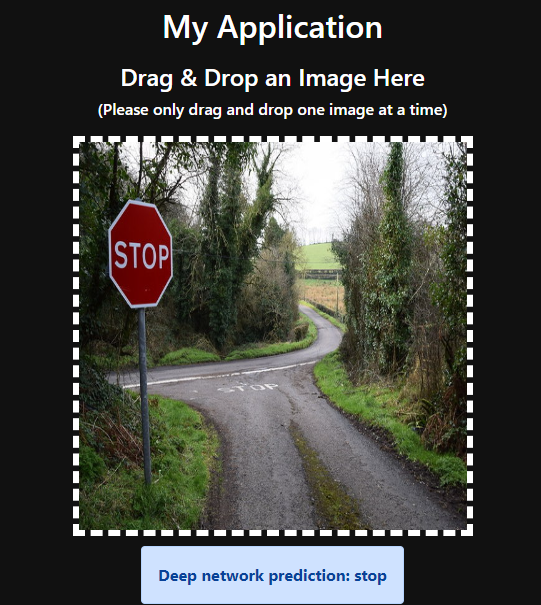 My Application
Drag & Drop an Image Here
(Please only drag and drop one image at a time)
STOP
STOP
Deep network prediction: stop